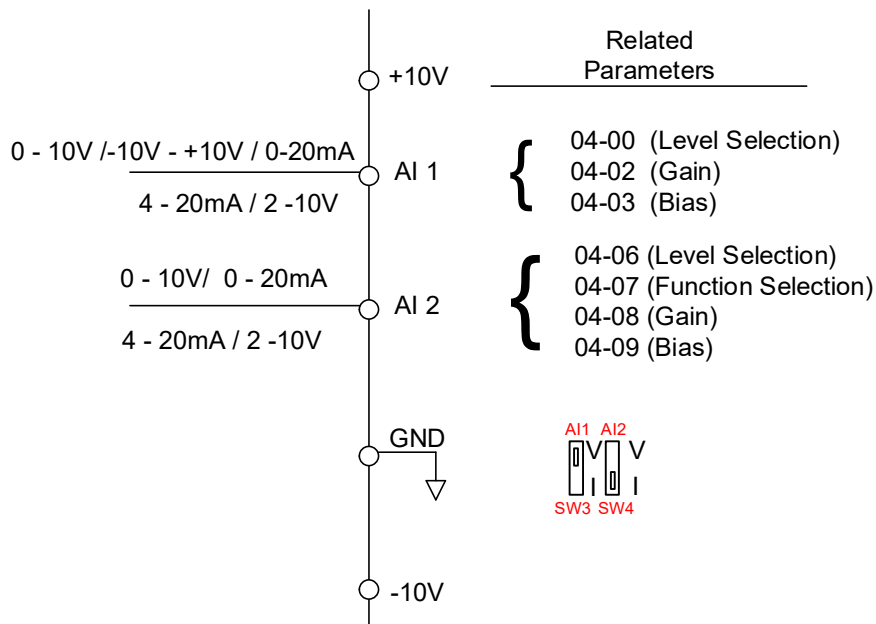 Related
Parameters
+10V
0 - 10V /-10V - +10V / 0-20mA
AI 1
4 - 20mA / 2 -10V
04-00 (Level Selection)
04-02 (Gain)
04-03 (Bias)
0 - 10V/ 0 - 20mA
AI 2
4 - 20mA / 2 -10V
04-06 (Level Selection)
04-07 (Function Selection)
04-08 (Gain)
04-09 (Bias)
GND
AI1 AI2
V V
I I
SW3 SW4
-10V